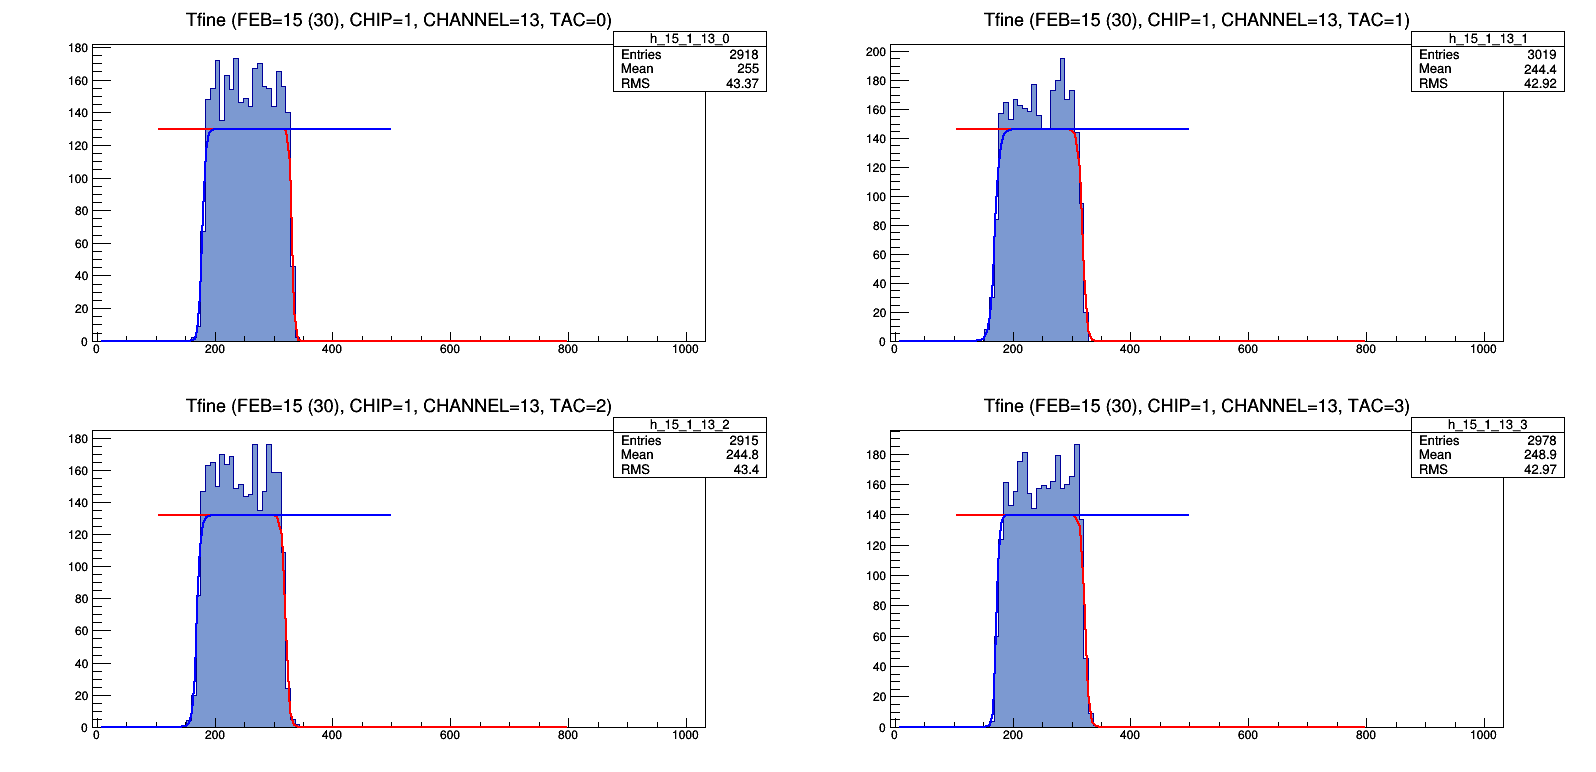 Tfine (FEB=15 (30), CHIP=1, CHANNEL=13, TAC=0)
h_15_1_13_0
Entries 2918
Mean 255
RMS 43.37
180
160
140
120
100
80
60
40
20
0
0 200 400 600 800 1000
Tfine (FEB=15 (30), CHIP=1, CHANNEL=13, TAC=1)
h_15_1_13_1
Entries 3019
Mean 244.4
RMS 42.92
200
180
160
140
120
100
80
60
40
20
0
0 200 400 600 800 1000
Tfine (FEB=15 (30), CHIP=1, CHANNEL=13, TAC=2)
h_15_1_13_2
Entries 2915
Mean 244.8
RMS 43.4
180
160
140
120
100
80
60
40
20
0
0 200 400 600 800 1000
Tfine (FEB=15 (30), CHIP=1, CHANNEL=13, TAC=3)
h_15_1_13_3
Entries 2978
Mean 248.9
RMS 42.97
180
160
140
120
100
80
60
40
20
0
0 200 400 600 800 1000